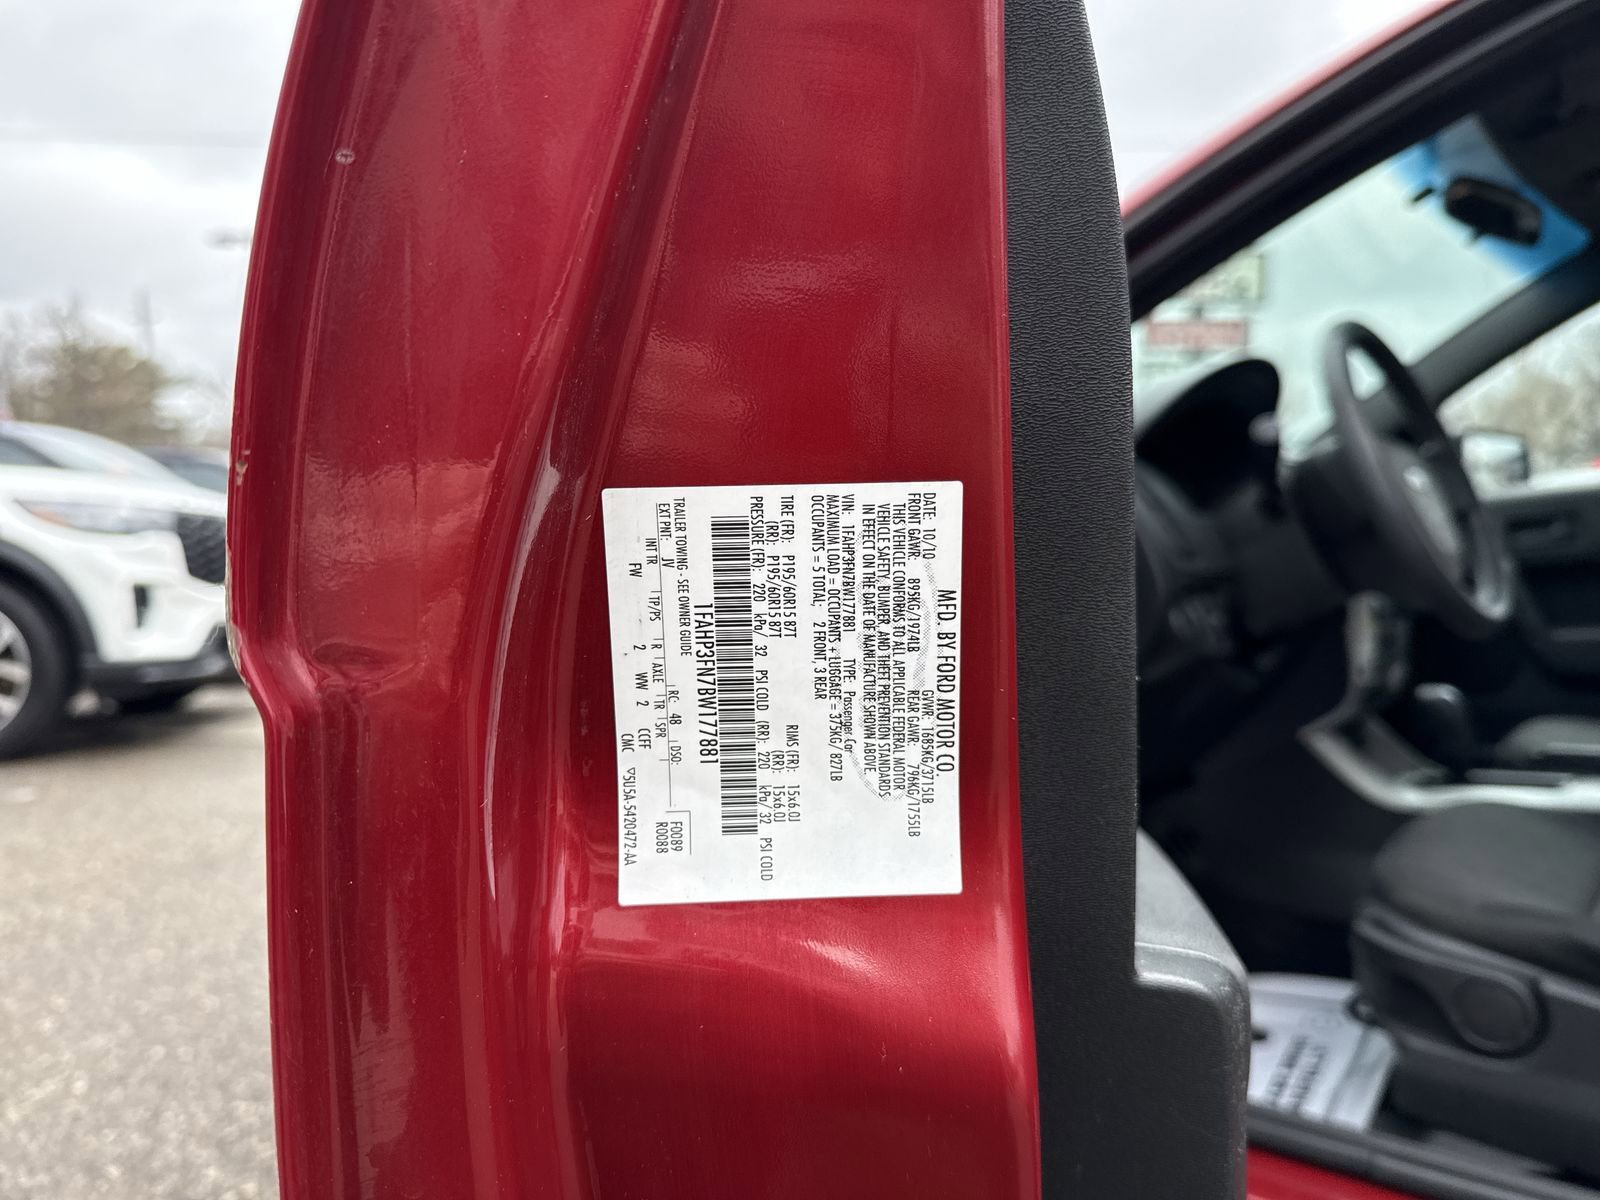 MFD. BY FORD MOTOR CO.
DATE: 10/10 GVWR: 1685KG/3715LB
FRONT GAWR: 895KG/1974LB REAR GAWR: 796KG/1755LB
THIS VEHICLE CONFORMS TO ALL APPLICABLE FEDERAL MOTOR
VEHICLE SAFETY, BUMPER, AND THEFT PREVENTION STANDARDS
IN EFFECT ON THE DATE OF MANUFACTURE SHOWN ABOVE.
VIN: 1FAHP3FN7BW177881 TYPE: Passenger Car
MAXIMUM LOAD = OCCUPANTS + LUGGAGE = 375KG/ 827LB
OCCUPANTS = 5 TOTAL; 2 FRONT, 3 REAR
TIRE (FR): P195/60R15 87T RIMS (FR): 15x6.0J
(RR): P195/60R15 87T (RR): 15x6.0J
PRESSURE (FR): 220 kPa/ 32 PSI COLD (RR): 220 kPa/ 32 PSI COLD
1FAHP3FN7BW177881
TRAILER TOWING - SEE OWNER GUIDE
EXT PNT: JV RC: 48 DSO: F0089
INT TR TP/PS R AXLE TR SPR R0088
FW 2 WW 2 CCFF
CMC ▽5U5A-5420472-AA